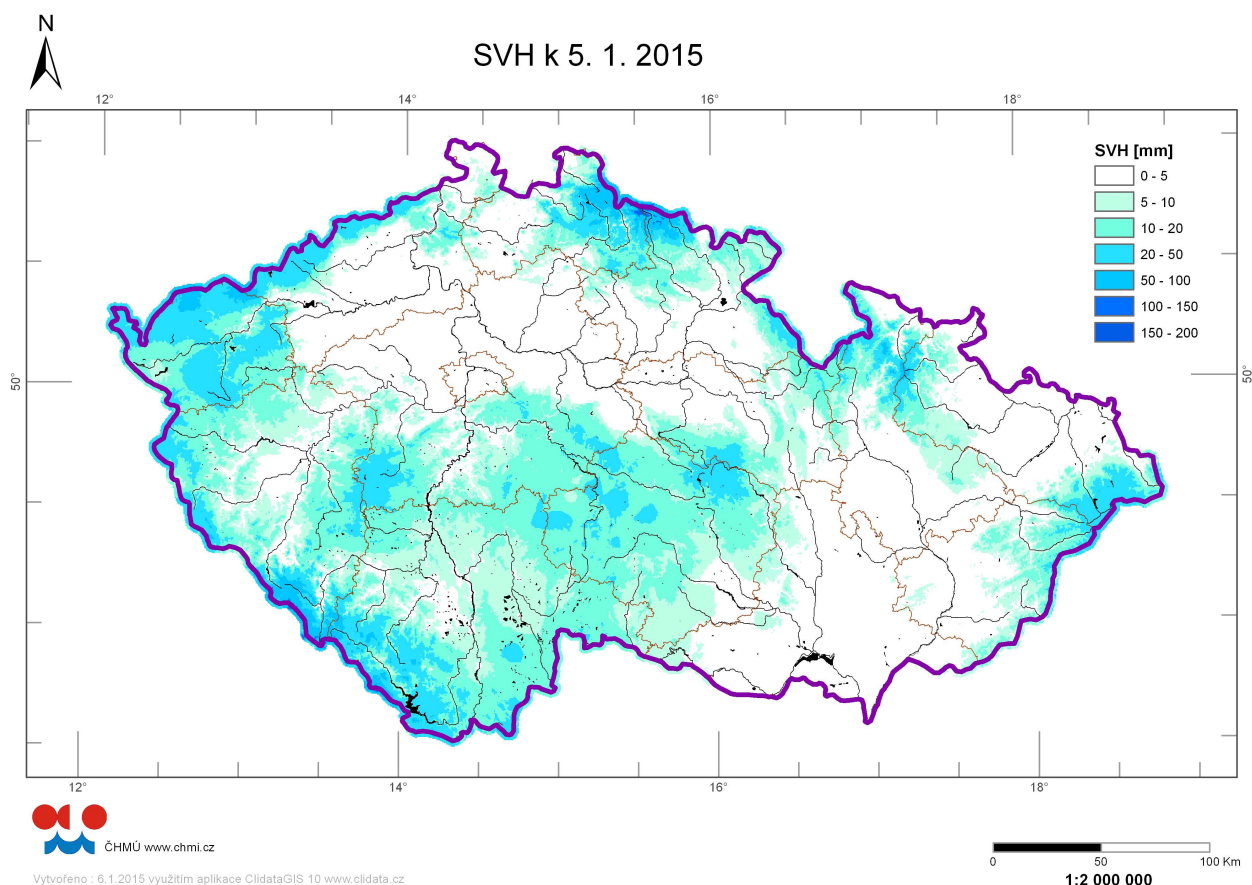 N
SVH k 5. 1. 2015
12°
14°
16°
18°
SVH [mm]
0 - 5
5 - 10
10 - 20
20 - 50
50 - 100
100 - 150
150 - 200
50°
50°
12°
14°
16°
18°
ČHMÚ www.chmi.cz
0
50
100 Km
1:2 000 000
Vytvořeno : 6.1.2015 využitím aplikace ClidataGIS 10 www.clidata.cz